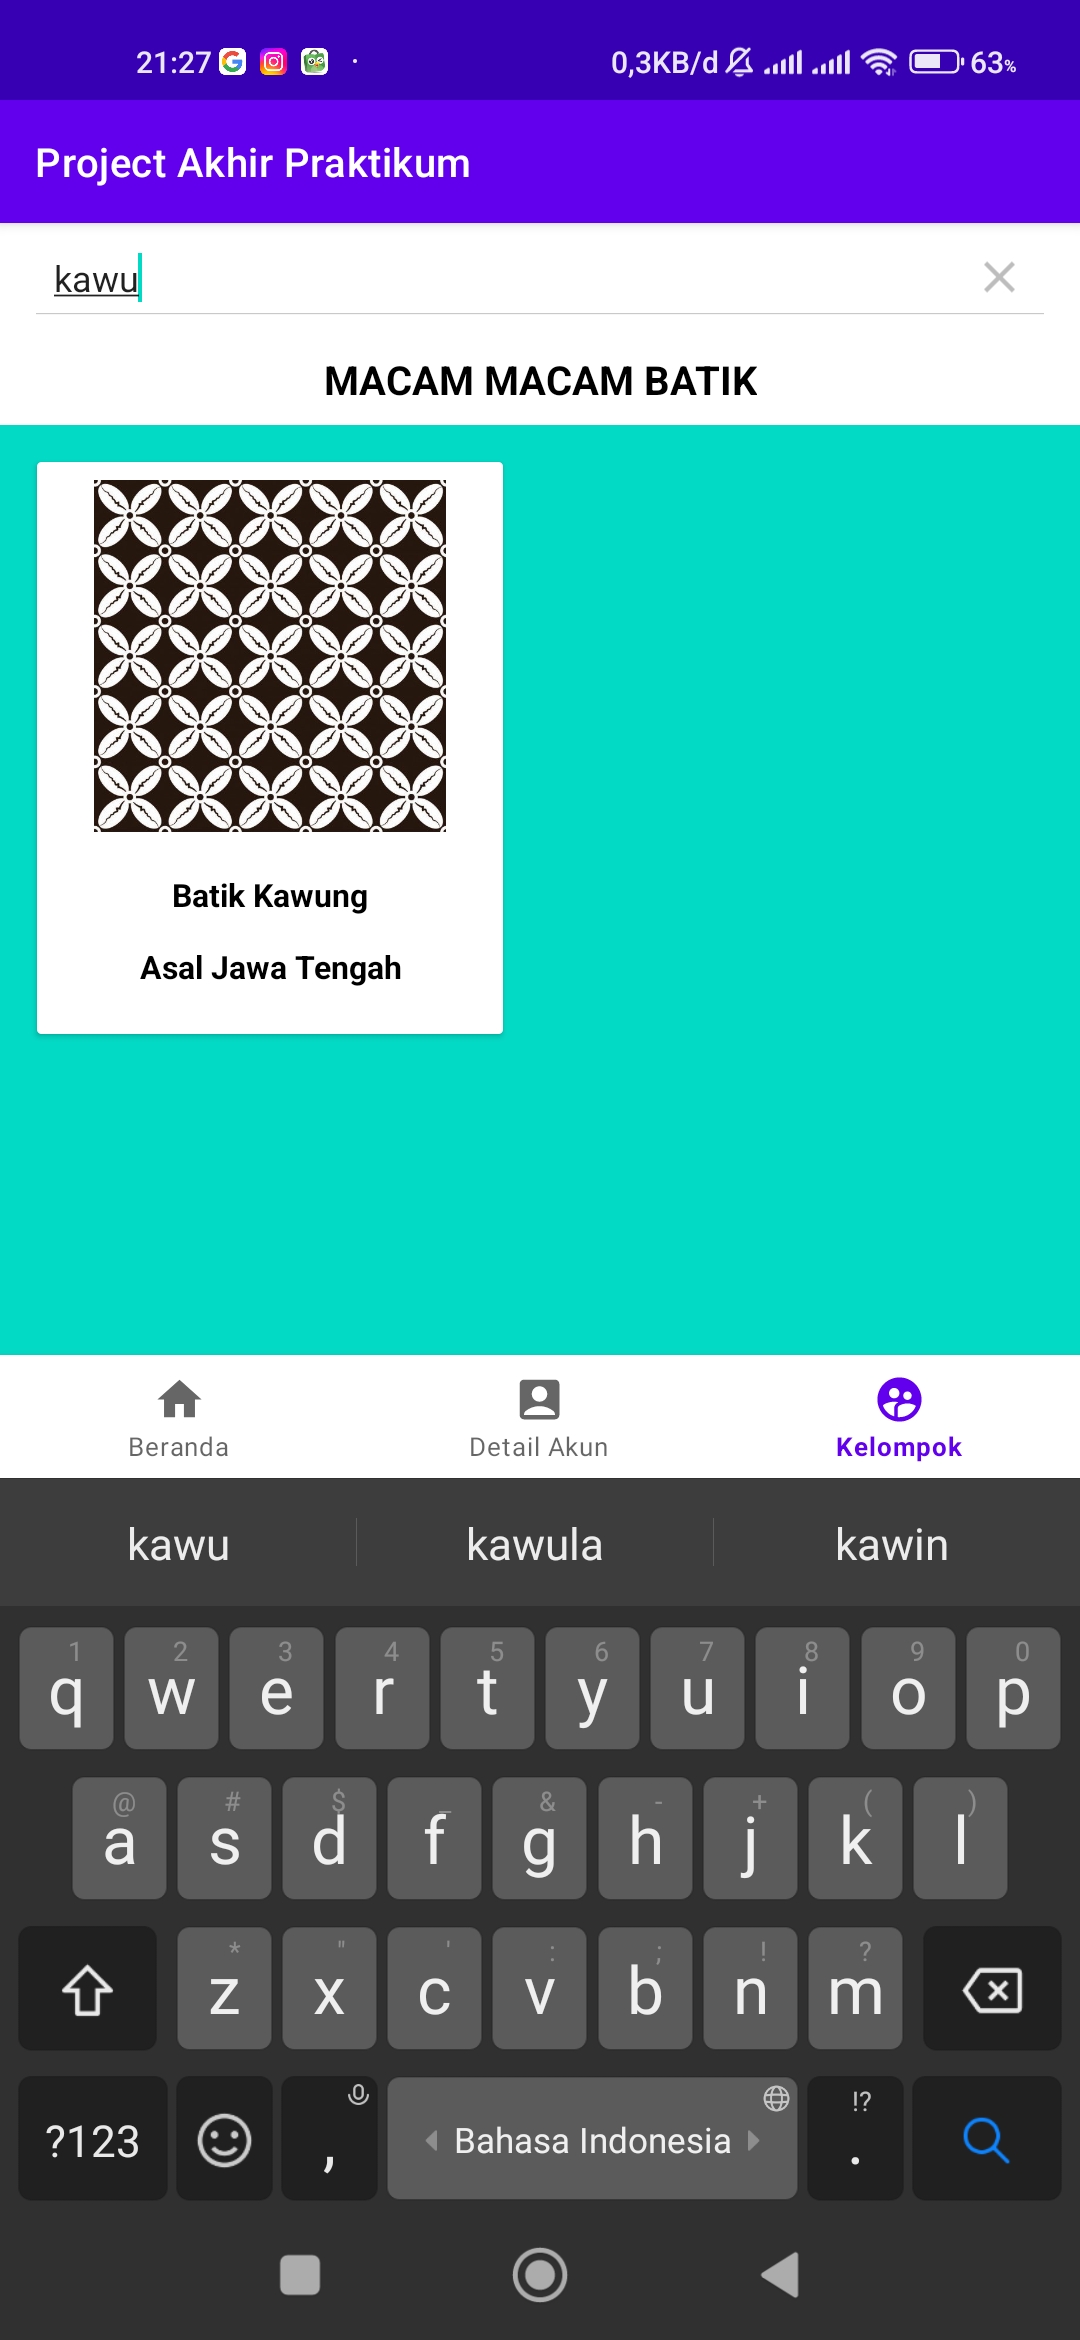 21:27 0,3KB/d 63%
Project Akhir Praktikum
kawu
MACAM MACAM BATIK
Batik Kawung
Asal Jawa Tengah
Beranda Detail Akun Kelompok
kawu kawula kawin
1 2 3 4 5 6 7 8 9 0
q w e r t y u i o p
@ # $ _ & - + ( )
a s d f g h j k l
* " ' : ; ! ?
z x c v b n m
!?
?123 , Bahasa Indonesia .